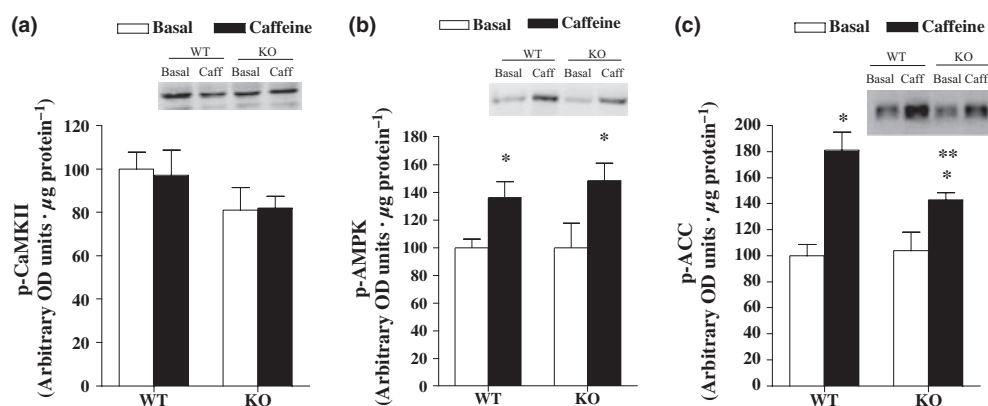 (a)
Basal Caffeine
WT KO
Basal Caff Basal Caff
p-CaMKII
(Arbitrary OD units · µg protein⁻¹)
120
100
80
60
40
20
0
WT KO
(b)
Basal Caffeine
WT KO
Basal Caff Basal Caff
p-AMPK
(Arbitrary OD units · µg protein⁻¹)
180
160
140
120
100
80
60
40
20
0
* *
WT KO
(c)
Basal Caffeine
WT KO
Basal Caff Basal Caff
p-ACC
(Arbitrary OD units · µg protein⁻¹)
200
180
160
140
120
100
80
60
40
20
0
*
**
*
WT KO